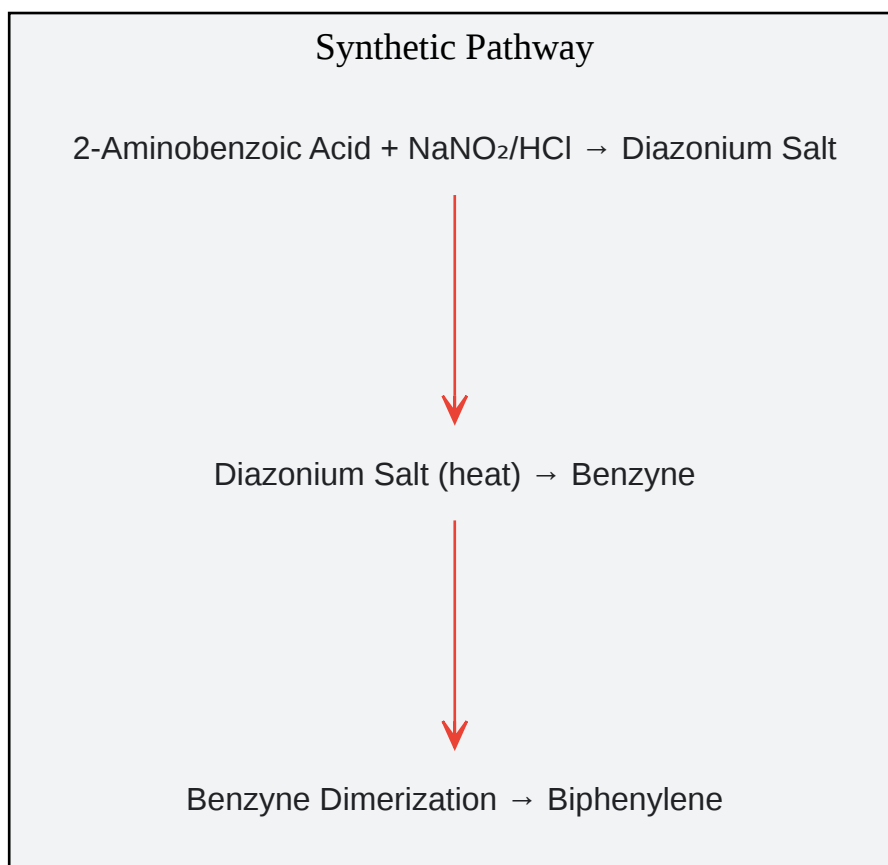 Synthetic Pathway
2-Aminobenzoic Acid + NaNO₂/HCl → Diazonium Salt
Diazonium Salt (heat) → Benzyne
Benzyne Dimerization → Biphenylene